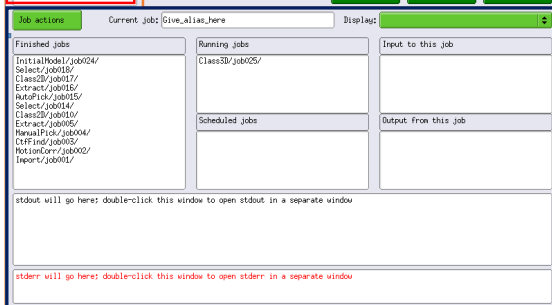 Job actions
Current job: Give_alias_here
Display:
Finished jobs
InitialModel/job024/
Select/job018/
Class2D/job017/
Extract/job016/
AutoPick/job015/
Select/job014/
Class2D/job010/
Extract/job005/
ManualPick/job004/
CtfFind/job003/
MotionCorr/job002/
Import/job001/
Running jobs
Class3D/job025/
Scheduled jobs
Input to this job
Output from this job
stdout will go here; double-click this window to open stdout in a separate window
stderr will go here; double-click this window to open stderr in a separate window